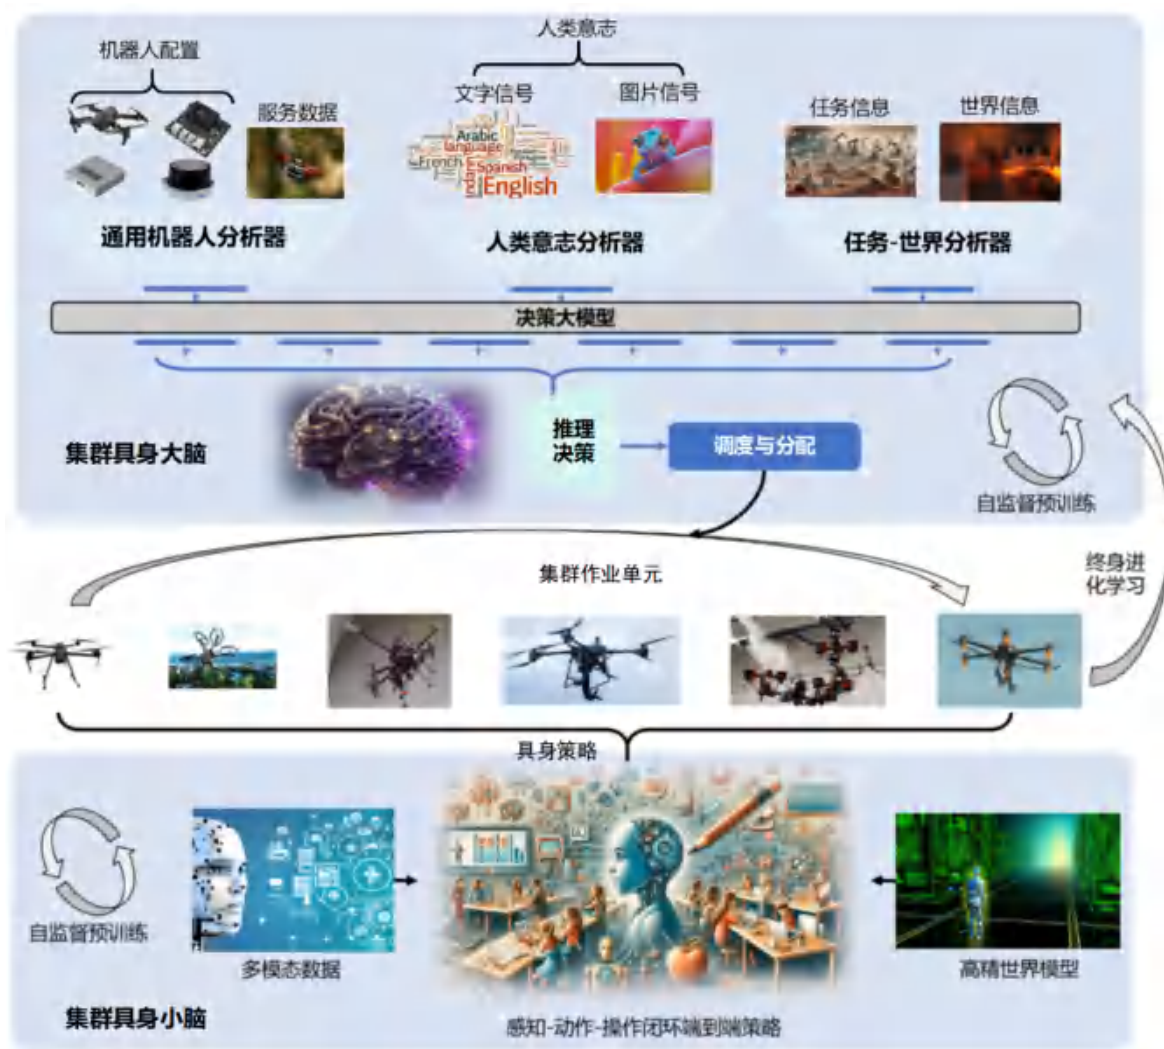 人类意志
机器人配置
服务数据
文字信号
图片信号
任务信息
世界信息
Arabic
language
French
Spanish
English
通用机器人分析器
人类意志分析器
任务-世界分析器
决策大模型
集群具身大脑
推理
决策
调度与分配
自监督预训练
集群作业单元
终身进
化学习
具身策略
自监督预训练
多模态数据
高精世界模型
集群具身小脑
感知-动作-操作闭环端到端策略